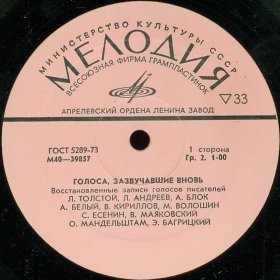 МИНИСТЕРСТВО КУЛЬТУРЫ СССР
МЕЛОДИЯ
ВСЕСОЮЗНАЯ ФИРМА ГРАМПЛАСТИНОК
АПРЕЛЕВСКИЙ ОРДЕНА ЛЕНИНА ЗАВОД
▽33
ГОСТ 5289-73
М40—39857
1 сторона
Гр. 2. 1-00
ГОЛОСА, ЗАЗВУЧАВШИЕ ВНОВЬ
Восстановленные записи голосов писателей
Л. ТОЛСТОЙ, Л. АНДРЕЕВ, А. БЛОК
А. БЕЛЫЙ, В. КИРИЛЛОВ, М. ВОЛОШИН
С. ЕСЕНИН, В. МАЯКОВСКИЙ
О. МАНДЕЛЬШТАМ, Э. БАГРИЦКИЙ